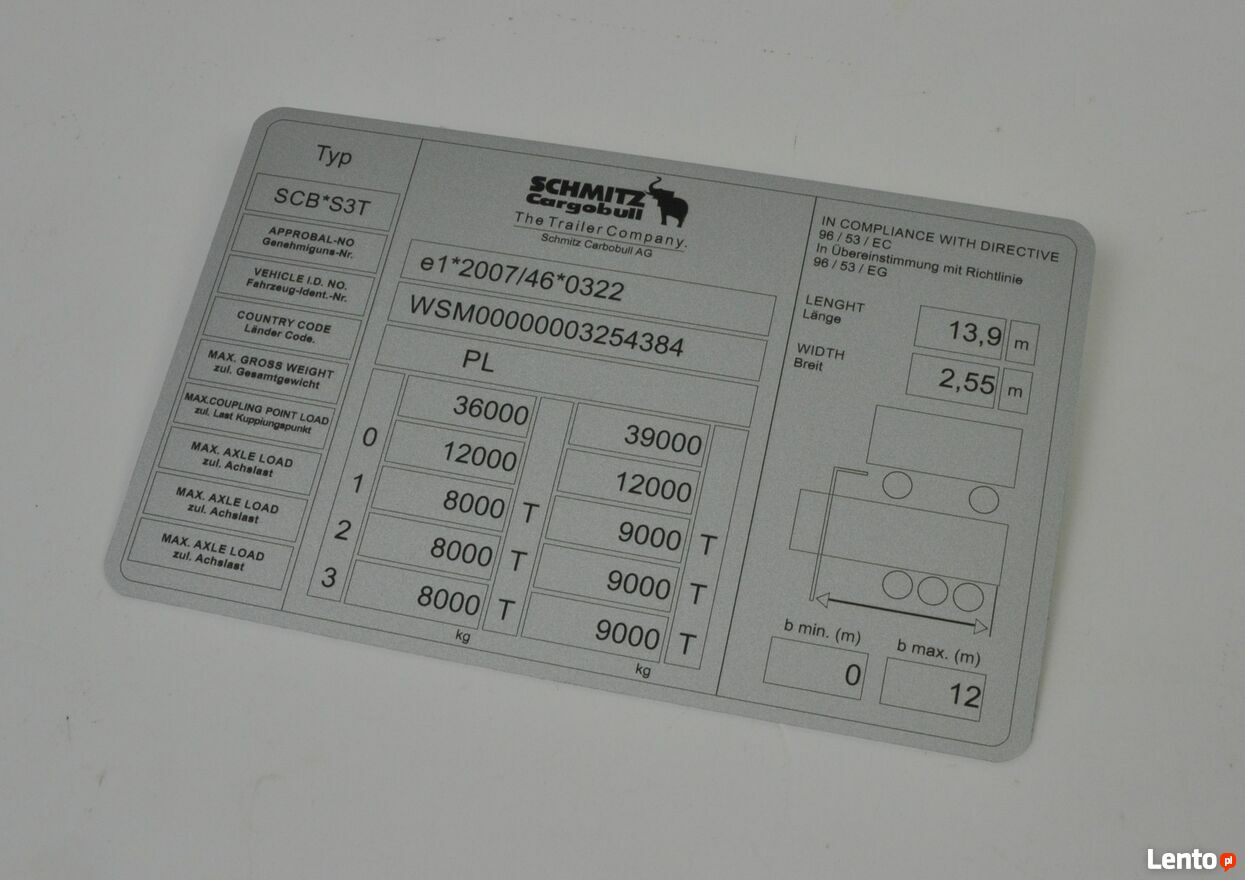 Typ
SCB*S3T
APPROBAL-NO
Genehmiguns-Nr.
VEHICLE I.D. NO.
Fahrzeug-Ident.-Nr.
COUNTRY CODE
Länder Code.
MAX. GROSS WEIGHT
zul. Gesamtgewicht
MAX.COUPLING POINT LOAD
zul. Last Kuppiungspunkt
MAX. AXLE LOAD
zul. Achslast
MAX. AXLE LOAD
zul. Achslast
MAX. AXLE LOAD
zul. Achslast
SCHMITZ
Cargobull
The Trailer Company.
Schmitz Carbobull AG
e1*2007/46*0322
WSM00000003254384
PL
36000 39000
0 12000 12000
1 8000 T 9000 T
2 8000 T 9000 T
3 8000 T 9000 T
kg kg
IN COMPLIANCE WITH DIRECTIVE
96 / 53 / EC
In Übereinstimmung mit Richtlinie
96 / 53 / EG
LENGHT
Länge
13,9 m
WIDTH
Breit
2,55 m
b min. (m) b max. (m)
0 12
Lento pl